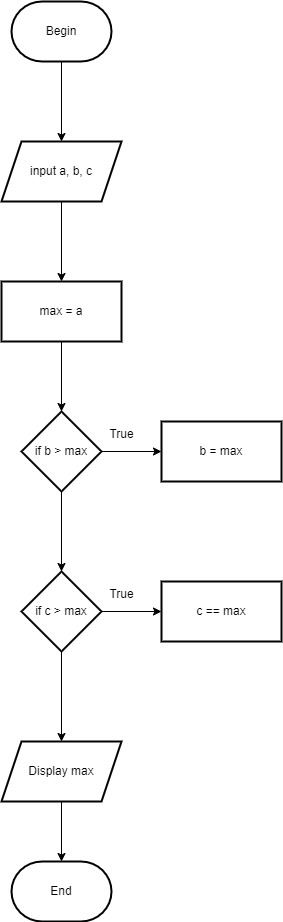 Begin
input a, b, c
max = a
if b > max
True
b = max
if c > max
True
c == max
Display max
End